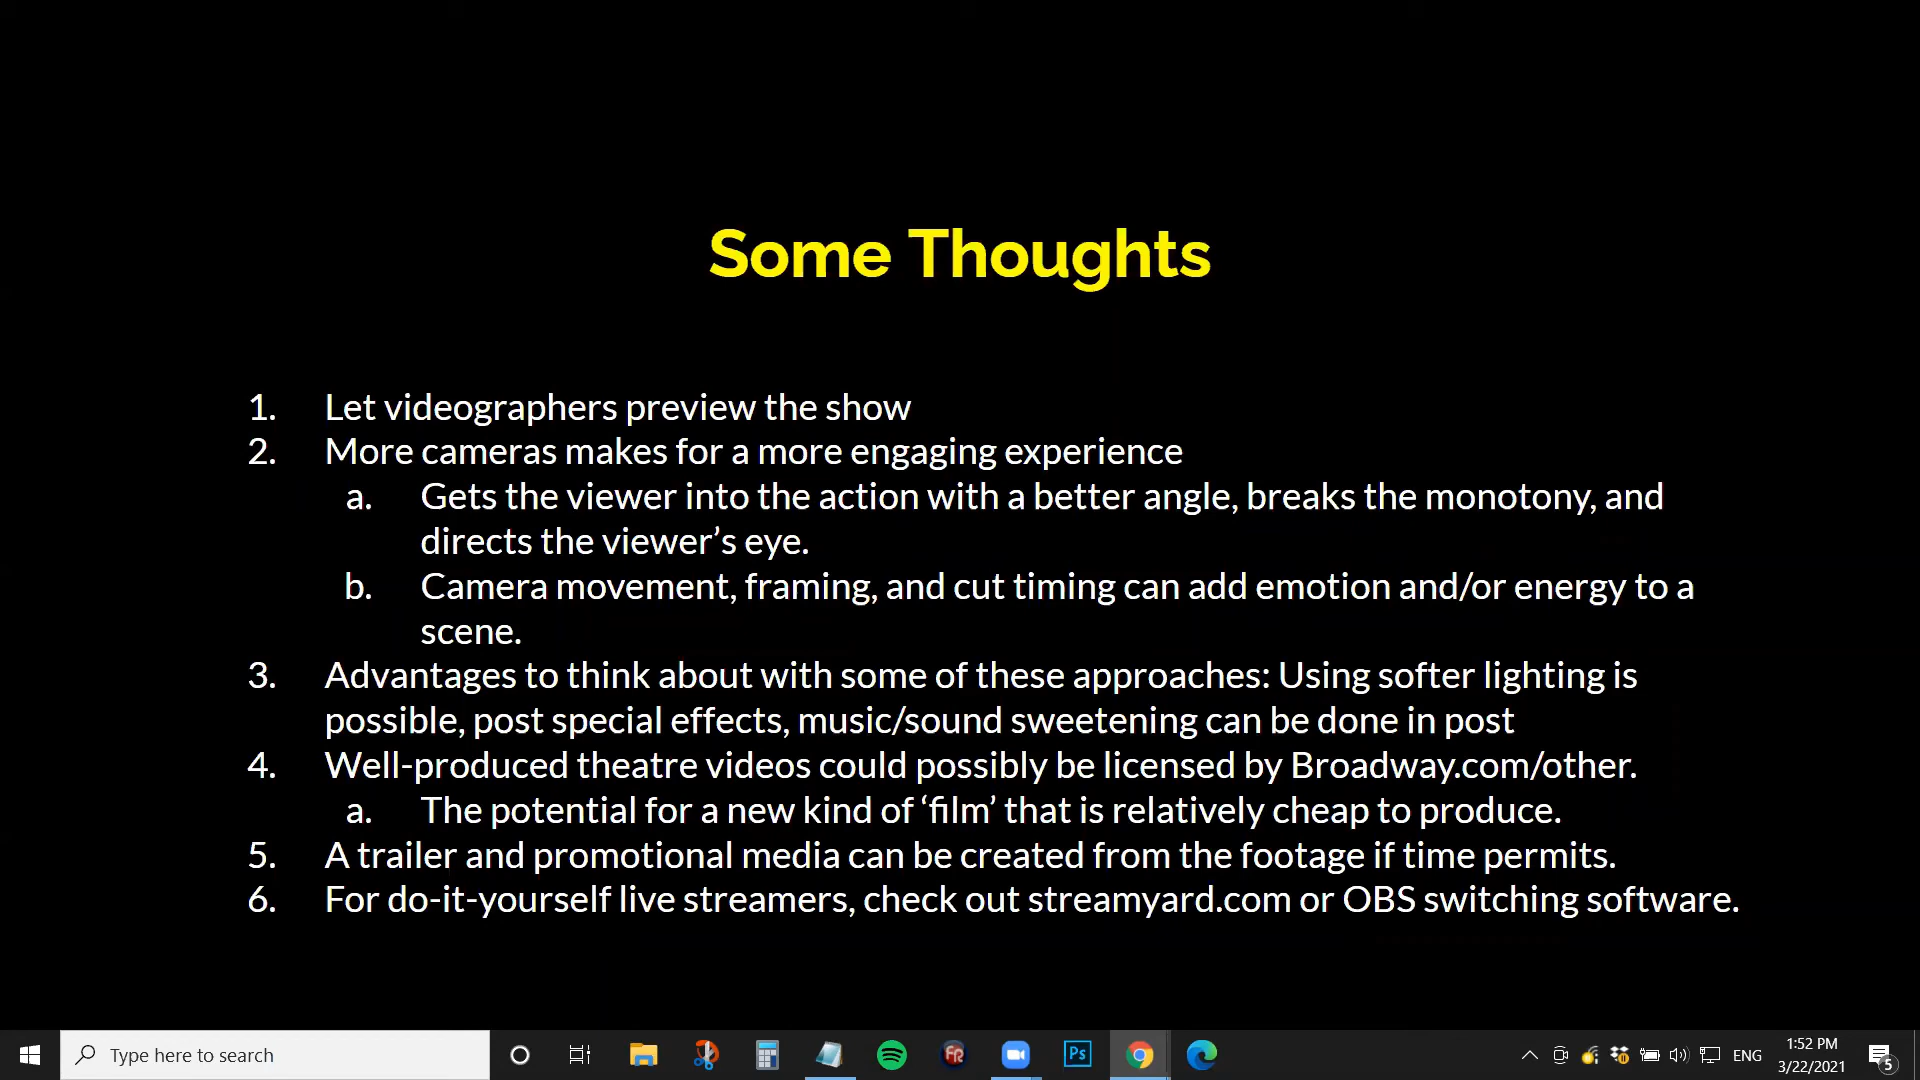 Some Thoughts
1. Let videographers preview the show
2. More cameras makes for a more engaging experience
a. Gets the viewer into the action with a better angle, breaks the monotony, and
directs the viewer’s eye.
b. Camera movement, framing, and cut timing can add emotion and/or energy to a
scene.
3. Advantages to think about with some of these approaches: Using softer lighting is
possible, post special effects, music/sound sweetening can be done in post
4. Well-produced theatre videos could possibly be licensed by Broadway.com/other.
a. The potential for a new kind of ‘film’ that is relatively cheap to produce.
5. A trailer and promotional media can be created from the footage if time permits.
6. For do-it-yourself live streamers, check out streamyard.com or OBS switching software.
Type here to search
FR
Ps
ENG
1:52 PM
3/22/2021
5